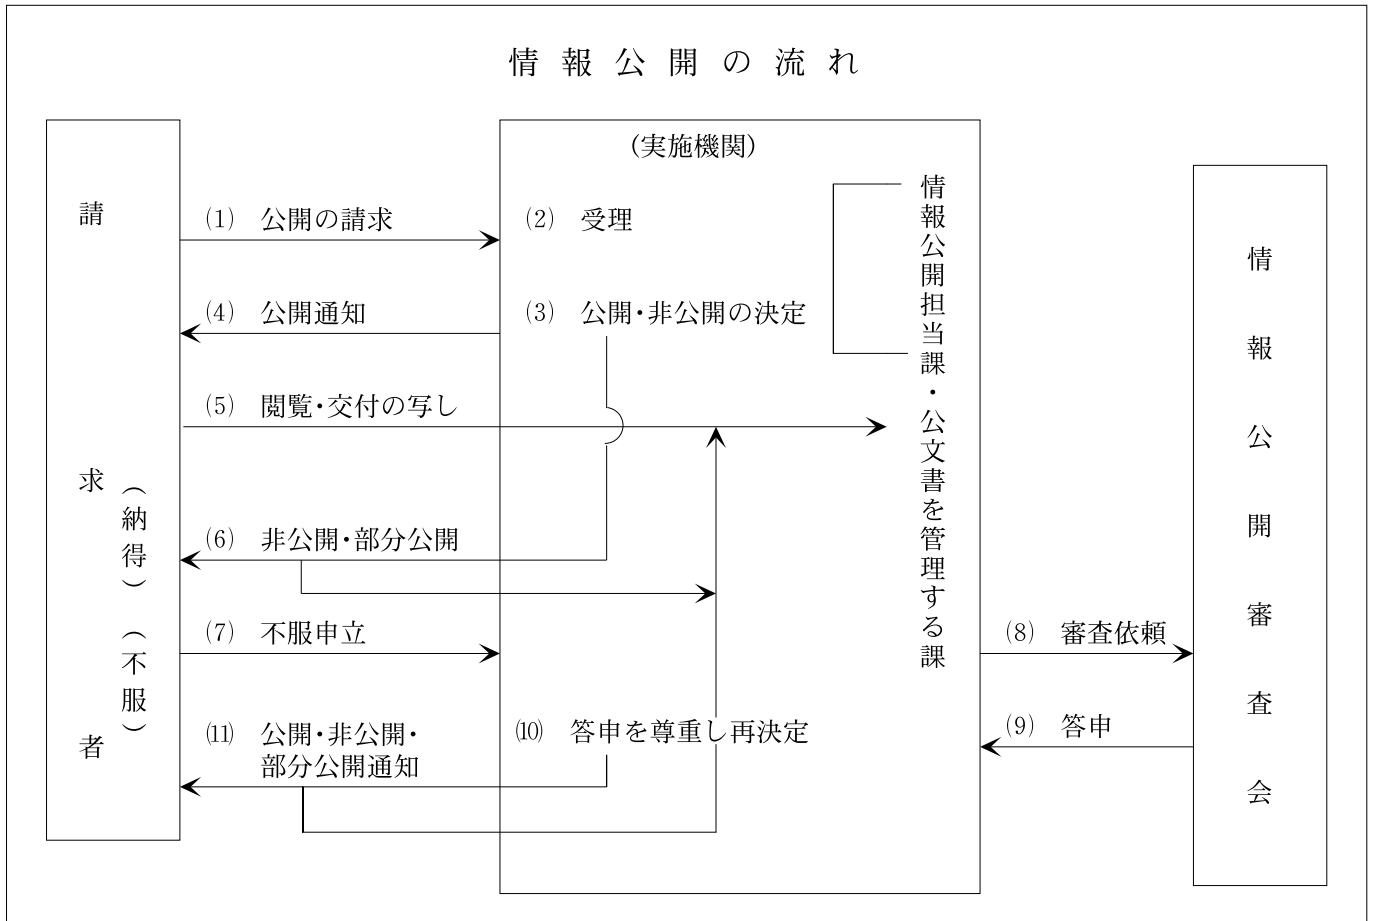 情報公開の流れ
請求者
(納得)
(不服)
(実施機関)
(1) 公開の請求
(2) 受理
(4) 公開通知
(3) 公開・非公開の決定
(5) 閲覧・交付の写し
(6) 非公開・部分公開
(7) 不服申立
(11) 公開・非公開・
部分公開通知
(10) 答申を尊重し再決定
情報公開担当課・公文書を管理する課
(8) 審査依頼
(9) 答申
情報公開審査会